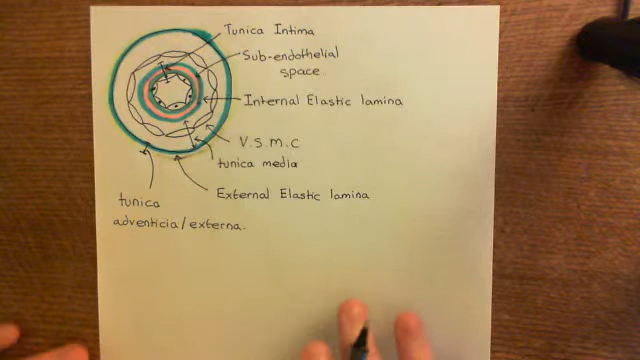 Tunica Intima
Sub-endothelial
space
Internal Elastic lamina
V.S.M.C
tunica media
External Elastic lamina
tunica
adventicia/externa.